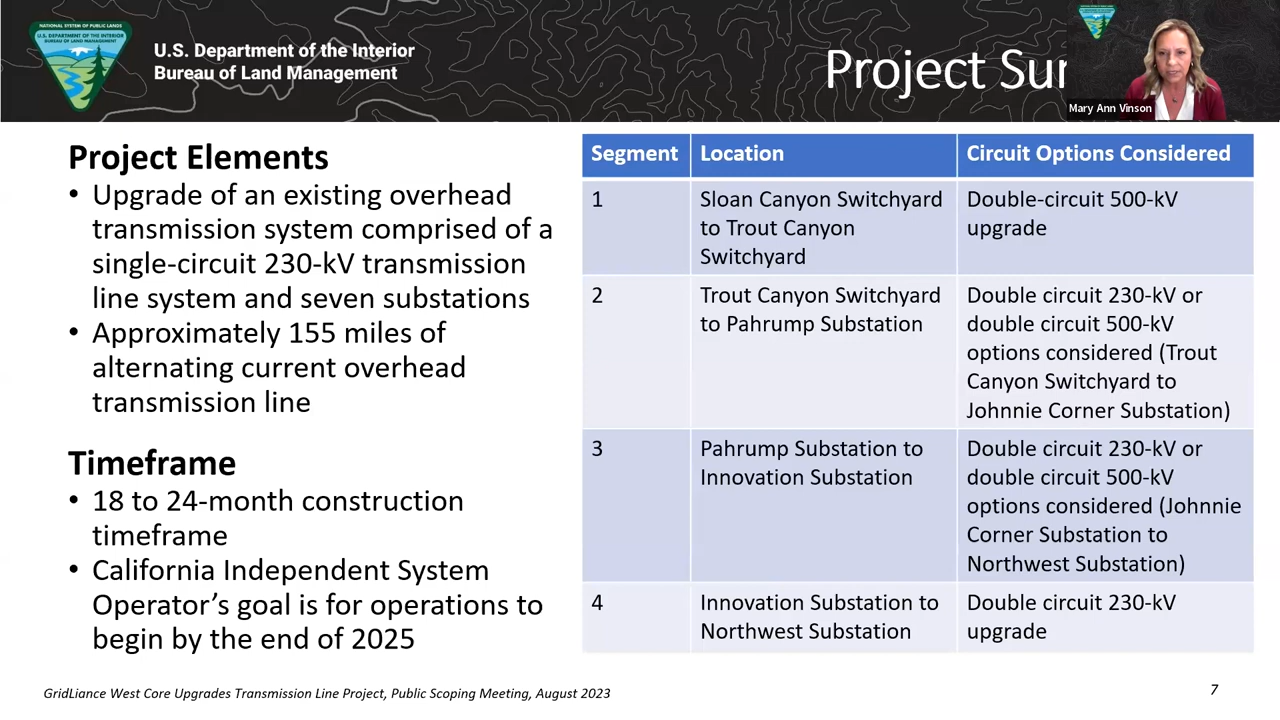 NATIONAL SYSTEM OF PUBLIC LANDS
U.S. DEPARTMENT OF THE INTERIOR
BUREAU OF LAND MANAGEMENT
U.S. Department of the Interior
Bureau of Land Management
Project Sur
Mary Ann Vinson
Project Elements
• Upgrade of an existing overhead
transmission system comprised of a
single-circuit 230-kV transmission
line system and seven substations
• Approximately 155 miles of
alternating current overhead
transmission line
Timeframe
• 18 to 24-month construction
timeframe
• California Independent System
Operator’s goal is for operations to
begin by the end of 2025
Segment Location Circuit Options Considered
1 Sloan Canyon Switchyard Double-circuit 500-kV
to Trout Canyon upgrade
Switchyard
2 Trout Canyon Switchyard Double circuit 230-kV or
to Pahrump Substation double circuit 500-kV
options considered (Trout
Canyon Switchyard to
Johnnie Corner Substation)
3 Pahrump Substation to Double circuit 230-kV or
Innovation Substation double circuit 500-kV
options considered (Johnnie
Corner Substation to
Northwest Substation)
4 Innovation Substation to Double circuit 230-kV
Northwest Substation upgrade
GridLiance West Core Upgrades Transmission Line Project, Public Scoping Meeting, August 2023
7